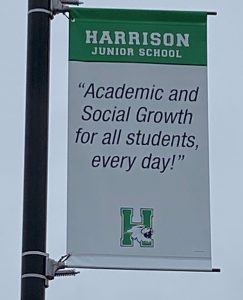 HARRISON
JUNIOR SCHOOL
“Academic and
Social Growth
for all students,
every day!”
H